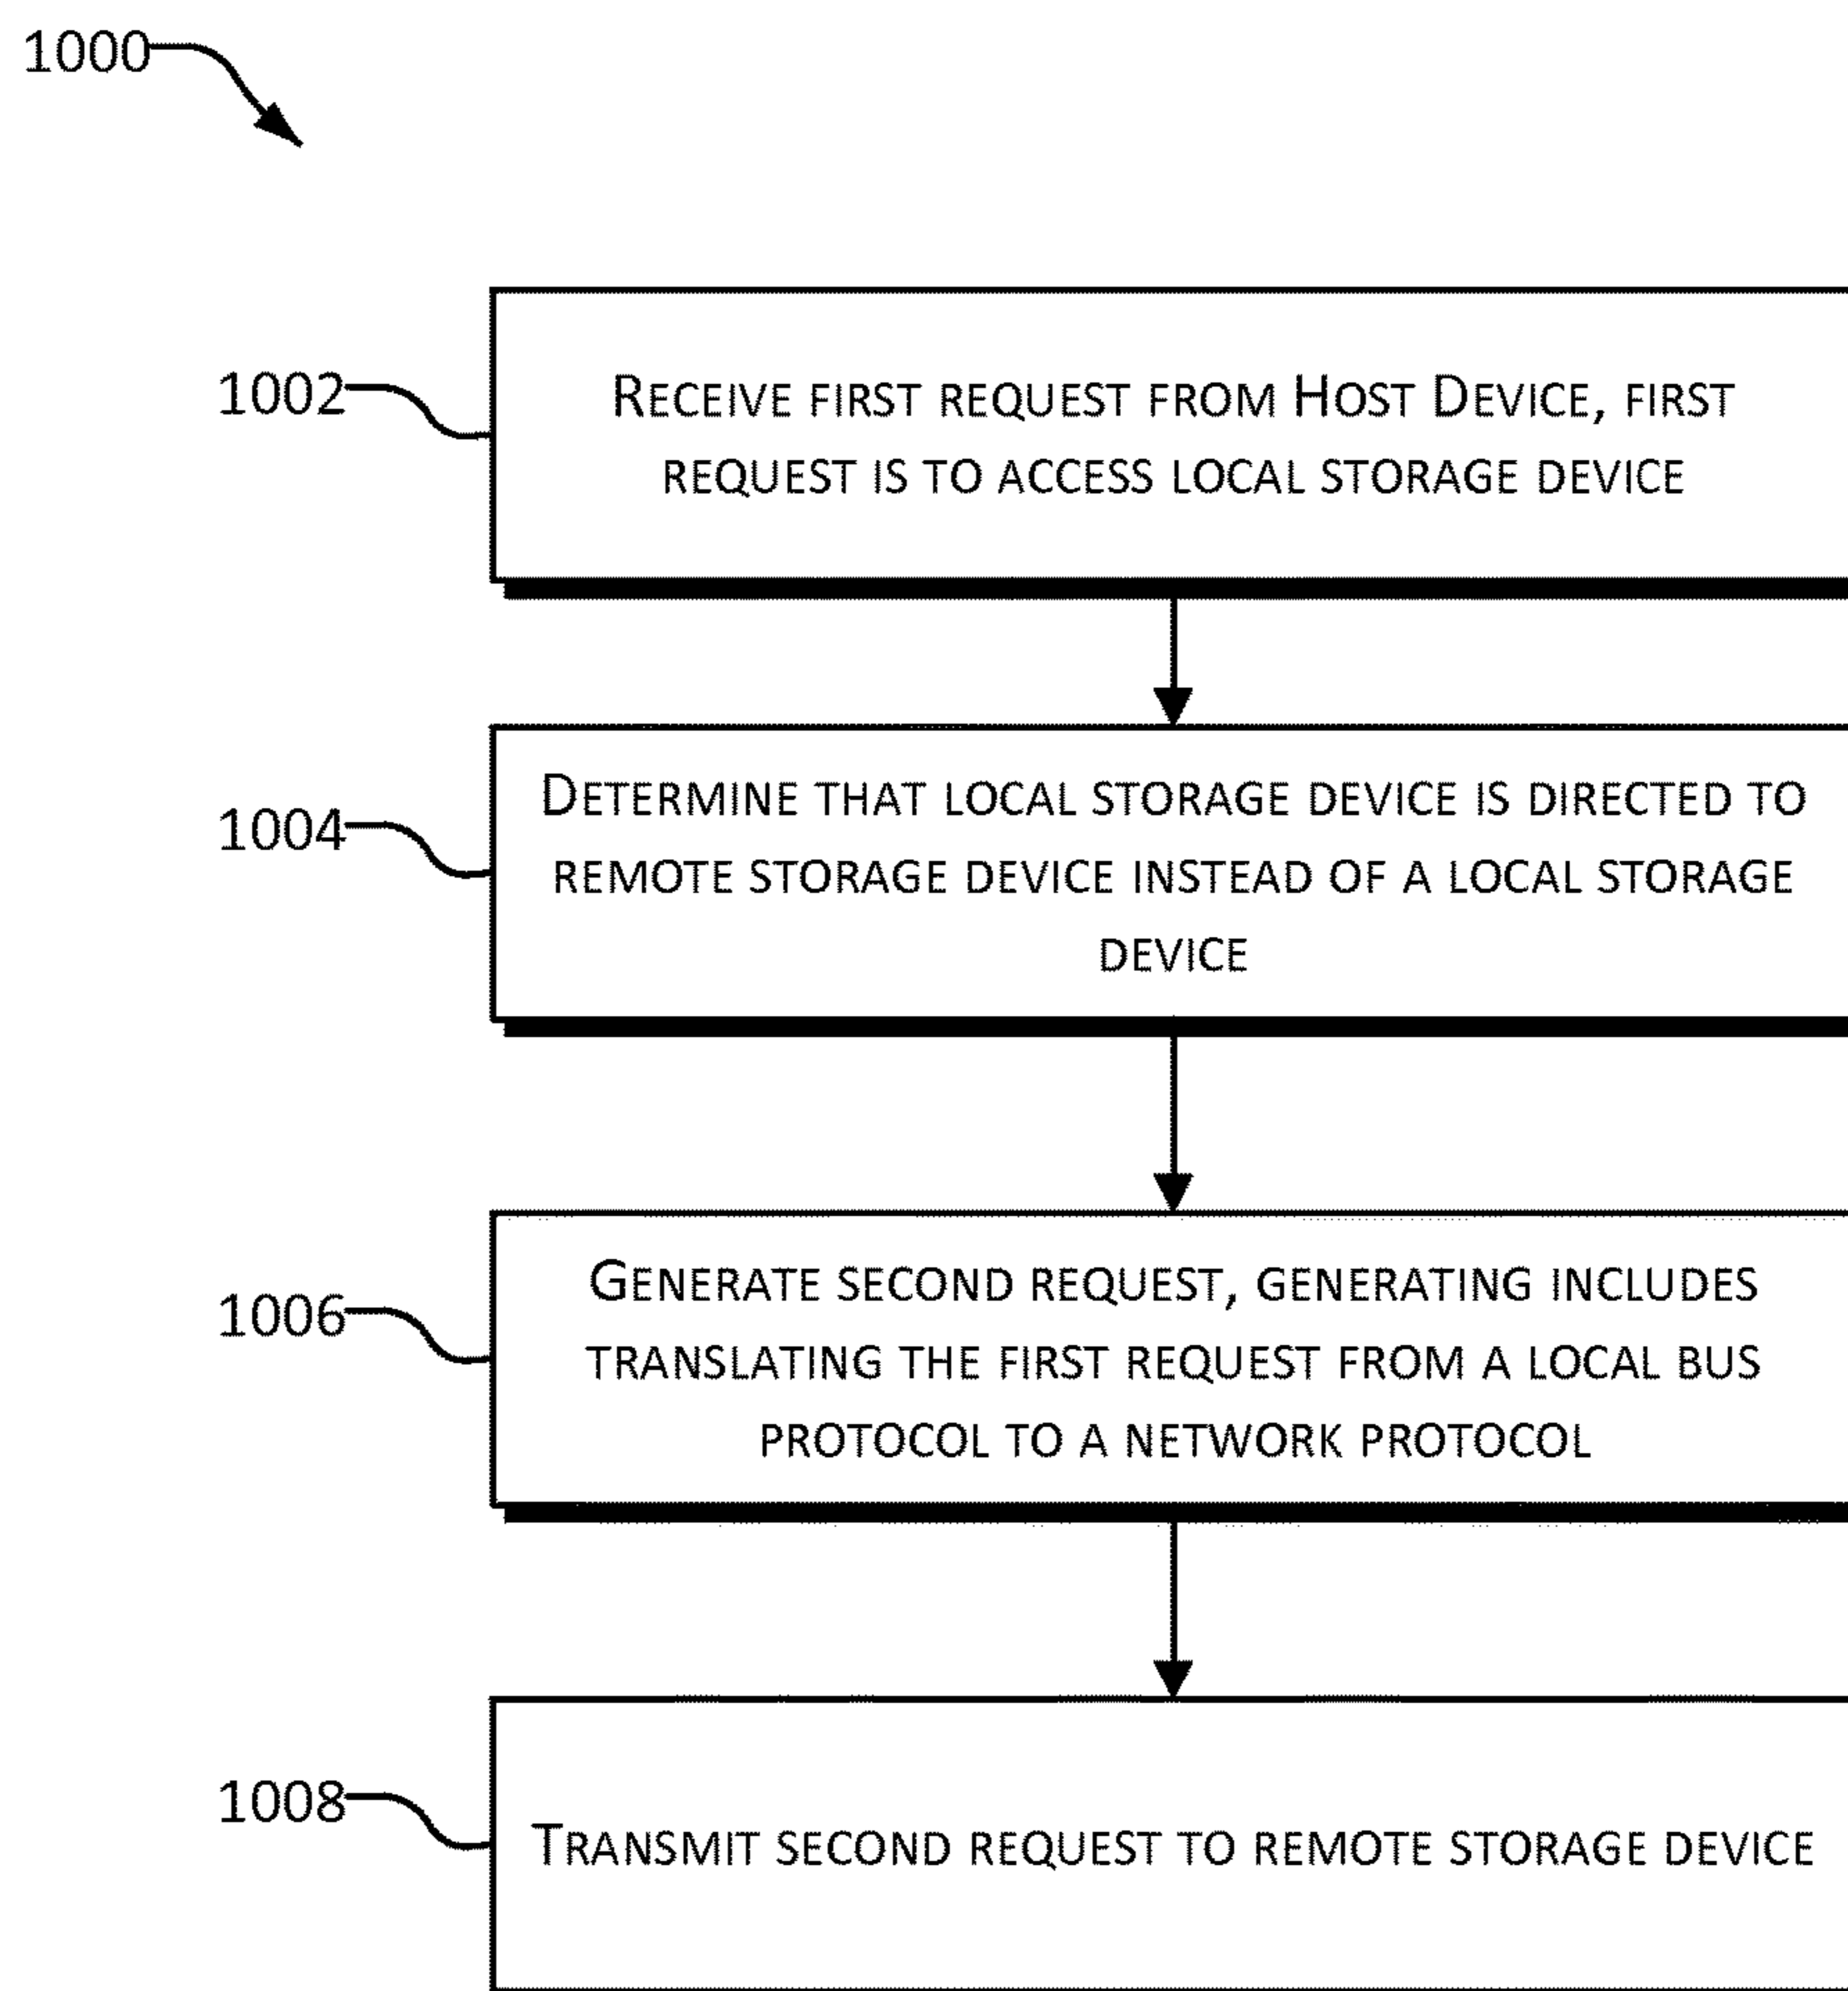 1000
1002
RECEIVE FIRST REQUEST FROM HOST DEVICE, FIRST
REQUEST IS TO ACCESS LOCAL STORAGE DEVICE
1004
DETERMINE THAT LOCAL STORAGE DEVICE IS DIRECTED TO
REMOTE STORAGE DEVICE INSTEAD OF A LOCAL STORAGE
DEVICE
1006
GENERATE SECOND REQUEST, GENERATING INCLUDES
TRANSLATING THE FIRST REQUEST FROM A LOCAL BUS
PROTOCOL TO A NETWORK PROTOCOL
1008
TRANSMIT SECOND REQUEST TO REMOTE STORAGE DEVICE